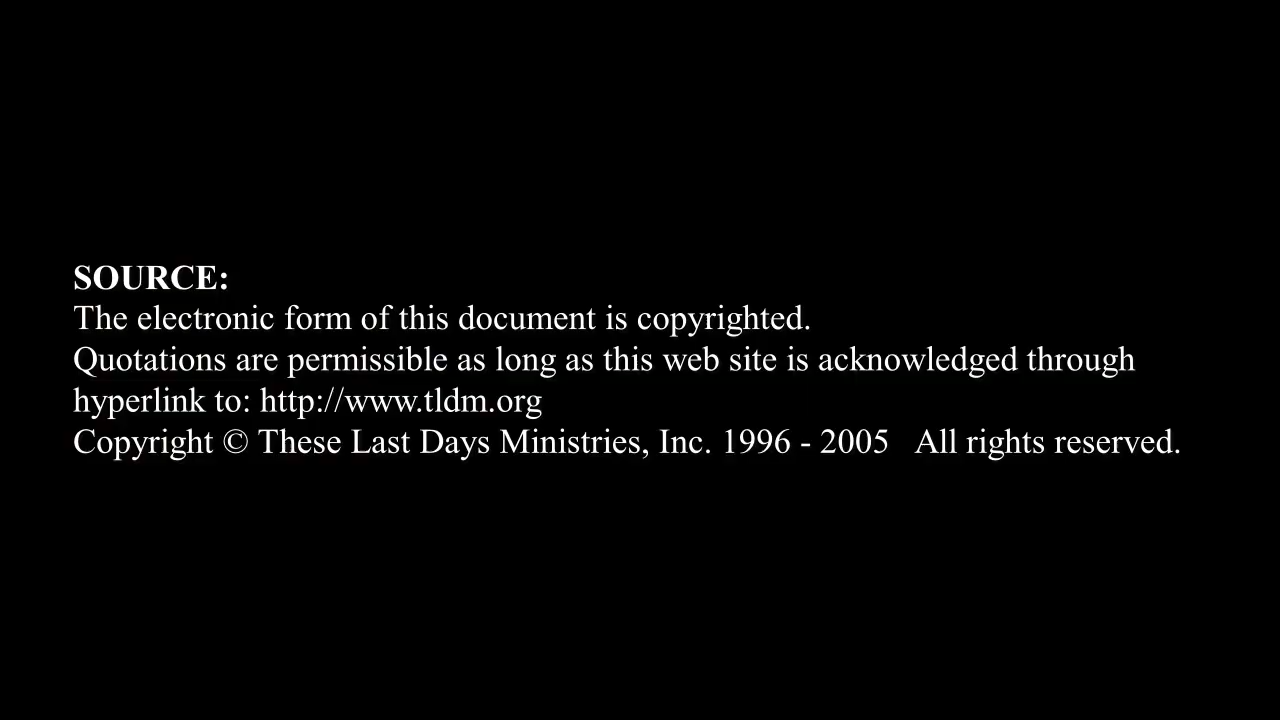 SOURCE:
The electronic form of this document is copyrighted.
Quotations are permissible as long as this web site is acknowledged through
hyperlink to: http://www.tldm.org
Copyright © These Last Days Ministries, Inc. 1996 - 2005   All rights reserved.